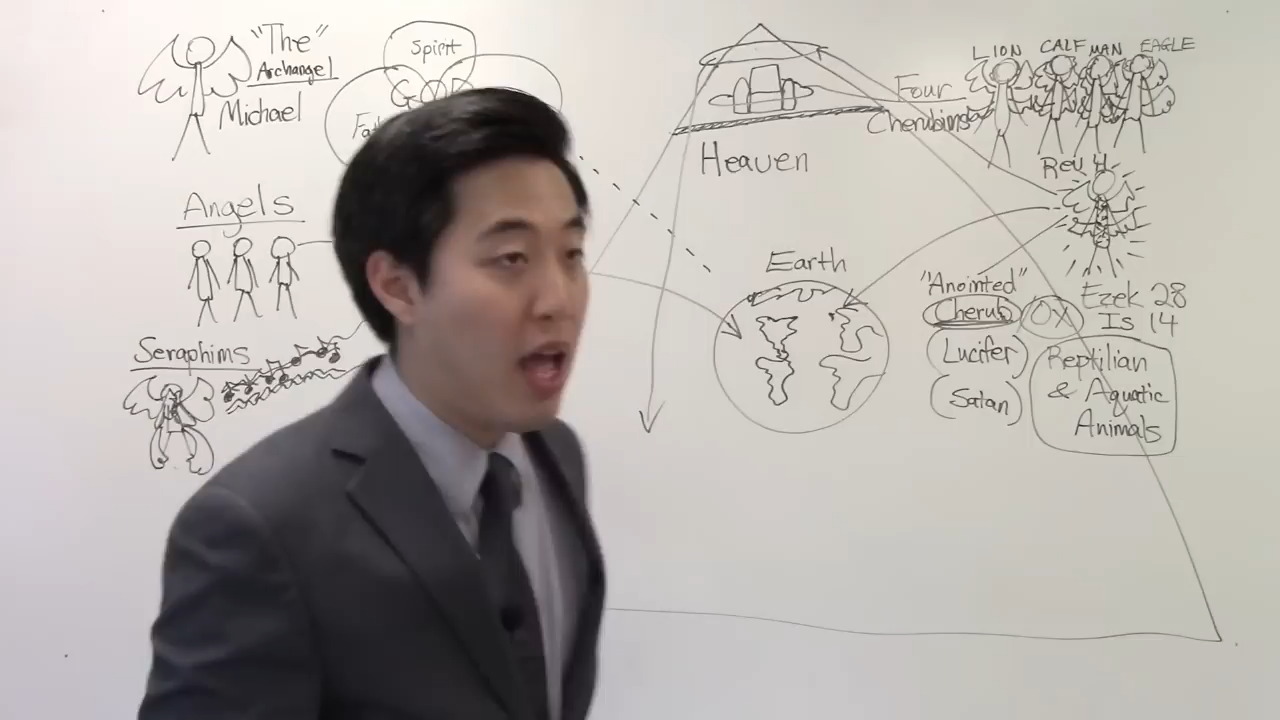 "The"
Archangel
Michael
Spirit
G O D
Angels
Seraphims
Heaven
Four
Cherubims
LION CALF MAN EAGLE
Rev 4
Earth
"Anointed"
Cherub
OX
Ezek 28
Is 14
Lucifer
Satan
Reptilian
& Aquatic
Animals